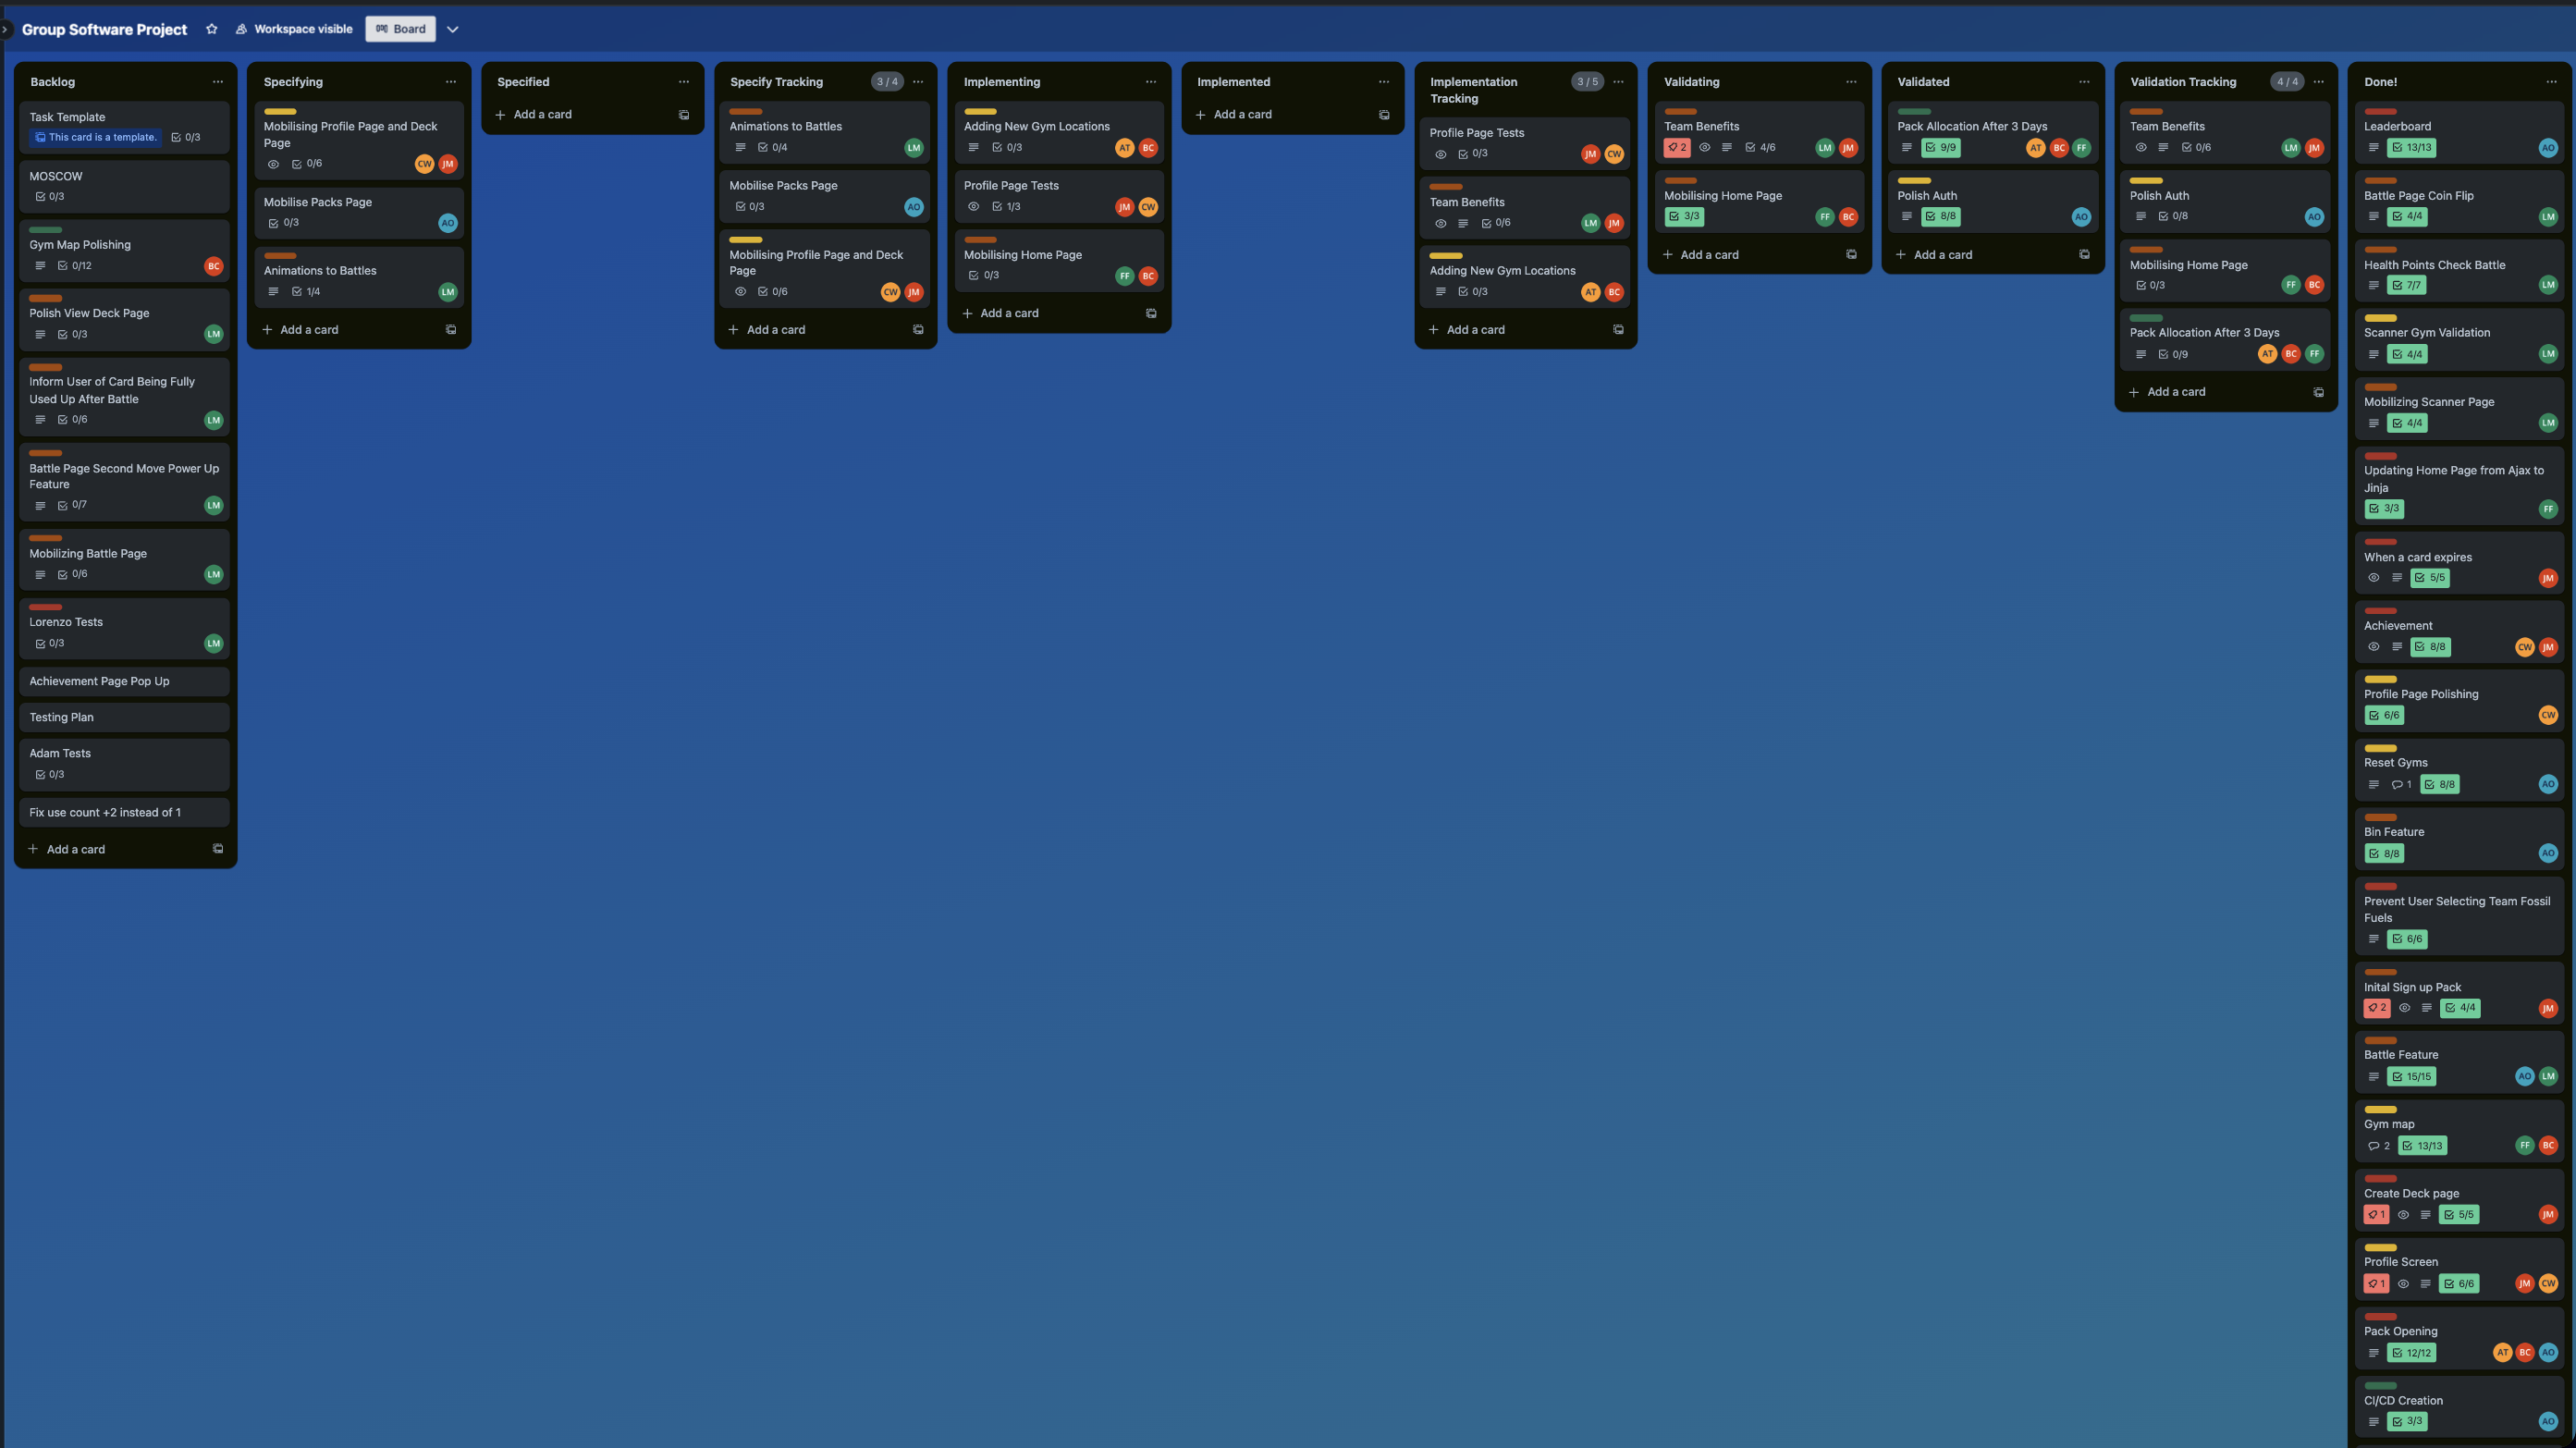 Group Software Project
Workspace visible
Board
Backlog
Task Template
This card is a template.
0/3
MOSCOW
0/3
Gym Map Polishing
0/12
BC
Polish View Deck Page
0/3
LM
Inform User of Card Being Fully
Used Up After Battle
0/6
LM
Battle Page Second Move Power Up
Feature
0/7
LM
Mobilizing Battle Page
0/6
LM
Lorenzo Tests
0/3
LM
Achievement Page Pop Up
Testing Plan
Adam Tests
0/3
Fix use count +2 instead of 1
+ Add a card
Specifying
Mobilising Profile Page and Deck
Page
0/6
CW JM
Mobilise Packs Page
0/3
AO
Animations to Battles
1/4
LM
+ Add a card
Specified
+ Add a card
Specify Tracking
3 / 4
Animations to Battles
0/4
LM
Mobilise Packs Page
0/3
AO
Mobilising Profile Page and Deck
Page
0/6
CW JM
+ Add a card
Implementing
Adding New Gym Locations
0/3
AT BC
Profile Page Tests
1/3
JM CW
Mobilising Home Page
0/3
FF BC
+ Add a card
Implemented
+ Add a card
Implementation
Tracking
3 / 5
Profile Page Tests
0/3
JM CW
Team Benefits
0/6
LM JM
Adding New Gym Locations
0/3
AT BC
+ Add a card
Validating
Team Benefits
2
4/6
LM JM
Mobilising Home Page
3/3
FF BC
+ Add a card
Validated
Pack Allocation After 3 Days
9/9
AT BC FF
Polish Auth
8/8
AO
+ Add a card
Validation Tracking
4 / 4
Team Benefits
0/6
LM JM
Polish Auth
0/8
AO
Mobilising Home Page
0/3
FF BC
Pack Allocation After 3 Days
0/9
AT BC FF
+ Add a card
Done!
Leaderboard
13/13
AO
Battle Page Coin Flip
4/4
LM
Health Points Check Battle
7/7
LM
Scanner Gym Validation
4/4
LM
Mobilizing Scanner Page
4/4
LM
Updating Home Page from Ajax to
Jinja
3/3
FF
When a card expires
5/5
JM
Achievement
8/8
CW JM
Profile Page Polishing
6/6
CW
Reset Gyms
1
8/8
AO
Bin Feature
8/8
AO
Prevent User Selecting Team Fossil
Fuels
6/6
Inital Sign up Pack
2
4/4
JM
Battle Feature
15/15
AO LM
Gym map
2
13/13
FF BC
Create Deck page
1
5/5
JM
Profile Screen
1
6/6
JM CW
Pack Opening
12/12
AT BC AO
CI/CD Creation
3/3
AO